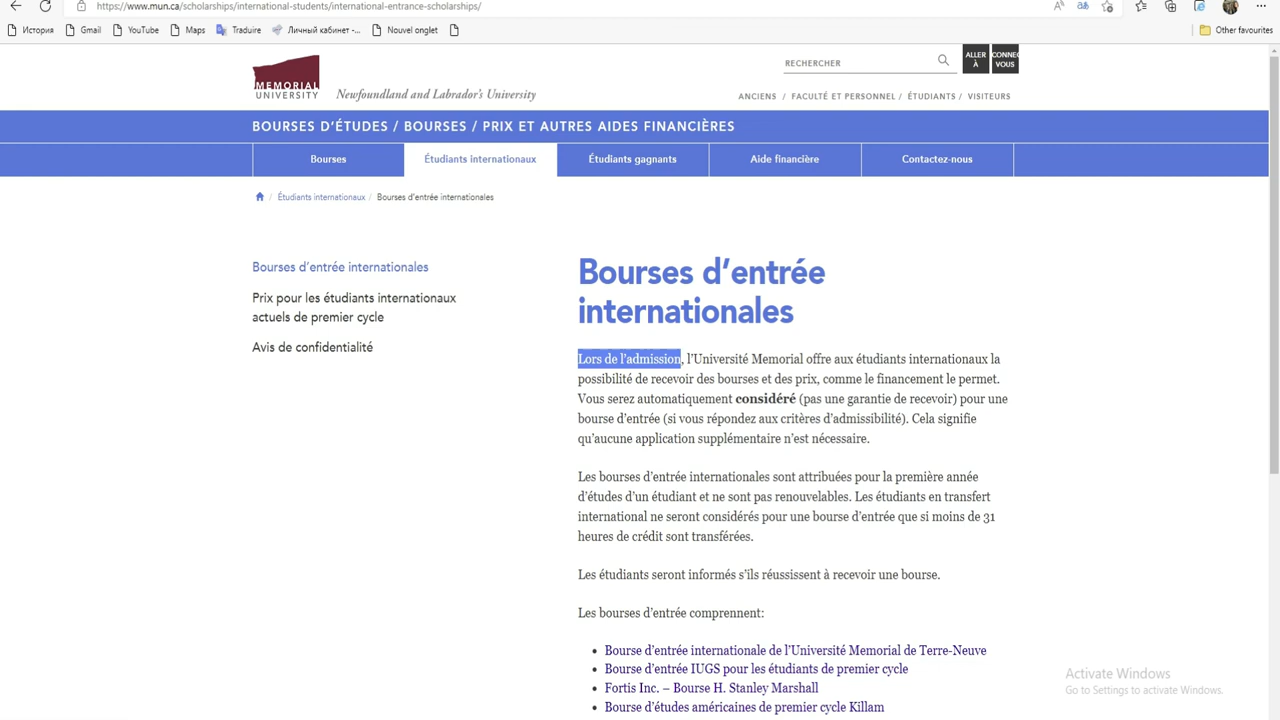 https://www.mun.ca/scholarships/international-students/international-entrance-scholarships/
История Gmail YouTube Maps Traduire Личный кабинет -... Nouvel onglet Other favourites
MEMORIAL
UNIVERSITY
Newfoundland and Labrador's University
RECHERCHER
ALLER
À
CONNEC
VOUS
ANCIENS / FACULTÉ ET PERSONNEL / ÉTUDIANTS / VISITEURS
BOURSES D'ÉTUDES / BOURSES / PRIX ET AUTRES AIDES FINANCIÈRES
Bourses Étudiants internationaux Étudiants gagnants Aide financière Contactez-nous
Étudiants internationaux / Bourses d'entrée internationales
Bourses d'entrée internationales
Prix pour les étudiants internationaux
actuels de premier cycle
Avis de confidentialité
Bourses d'entrée
internationales
Lors de l'admission, l'Université Memorial offre aux étudiants internationaux la
possibilité de recevoir des bourses et des prix, comme le financement le permet.
Vous serez automatiquement considéré (pas une garantie de recevoir) pour une
bourse d'entrée (si vous répondez aux critères d'admissibilité). Cela signifie
qu'aucune application supplémentaire n'est nécessaire.
Les bourses d'entrée internationales sont attribuées pour la première année
d'études d'un étudiant et ne sont pas renouvelables. Les étudiants en transfert
international ne seront considérés pour une bourse d'entrée que si moins de 31
heures de crédit sont transférées.
Les étudiants seront informés s'ils réussissent à recevoir une bourse.
Les bourses d'entrée comprennent:
• Bourse d'entrée internationale de l'Université Memorial de Terre-Neuve
• Bourse d'entrée IUGS pour les étudiants de premier cycle
• Fortis Inc. – Bourse H. Stanley Marshall
• Bourse d'études américaines de premier cycle Killam
Activate Windows
Go to Settings to activate Windows.